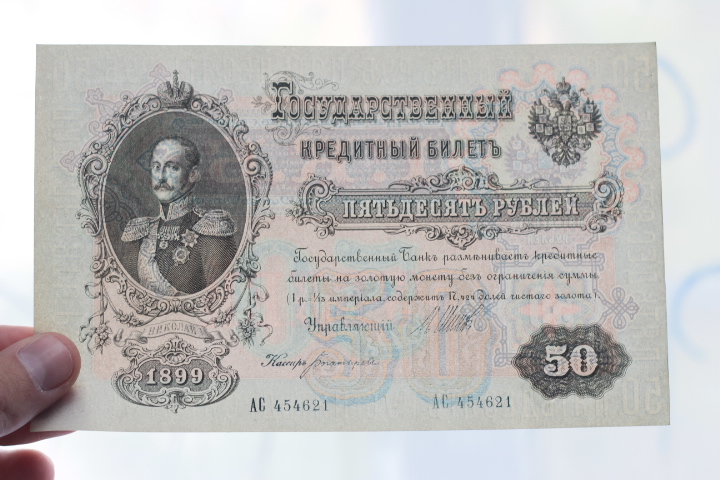 Государственный
кредитный билетъ
пятьдесятъ рублей
Государственный Банкъ размѣниваетъ кредитные
билеты на золотую монету безъ ограниченія суммы
(1 р. = 1/15 имперіала, содержитъ 17,424 долей чистаго золота).
Управляющій
Кассиръ
Николай I
1899
50
АС 454621
АС 454621